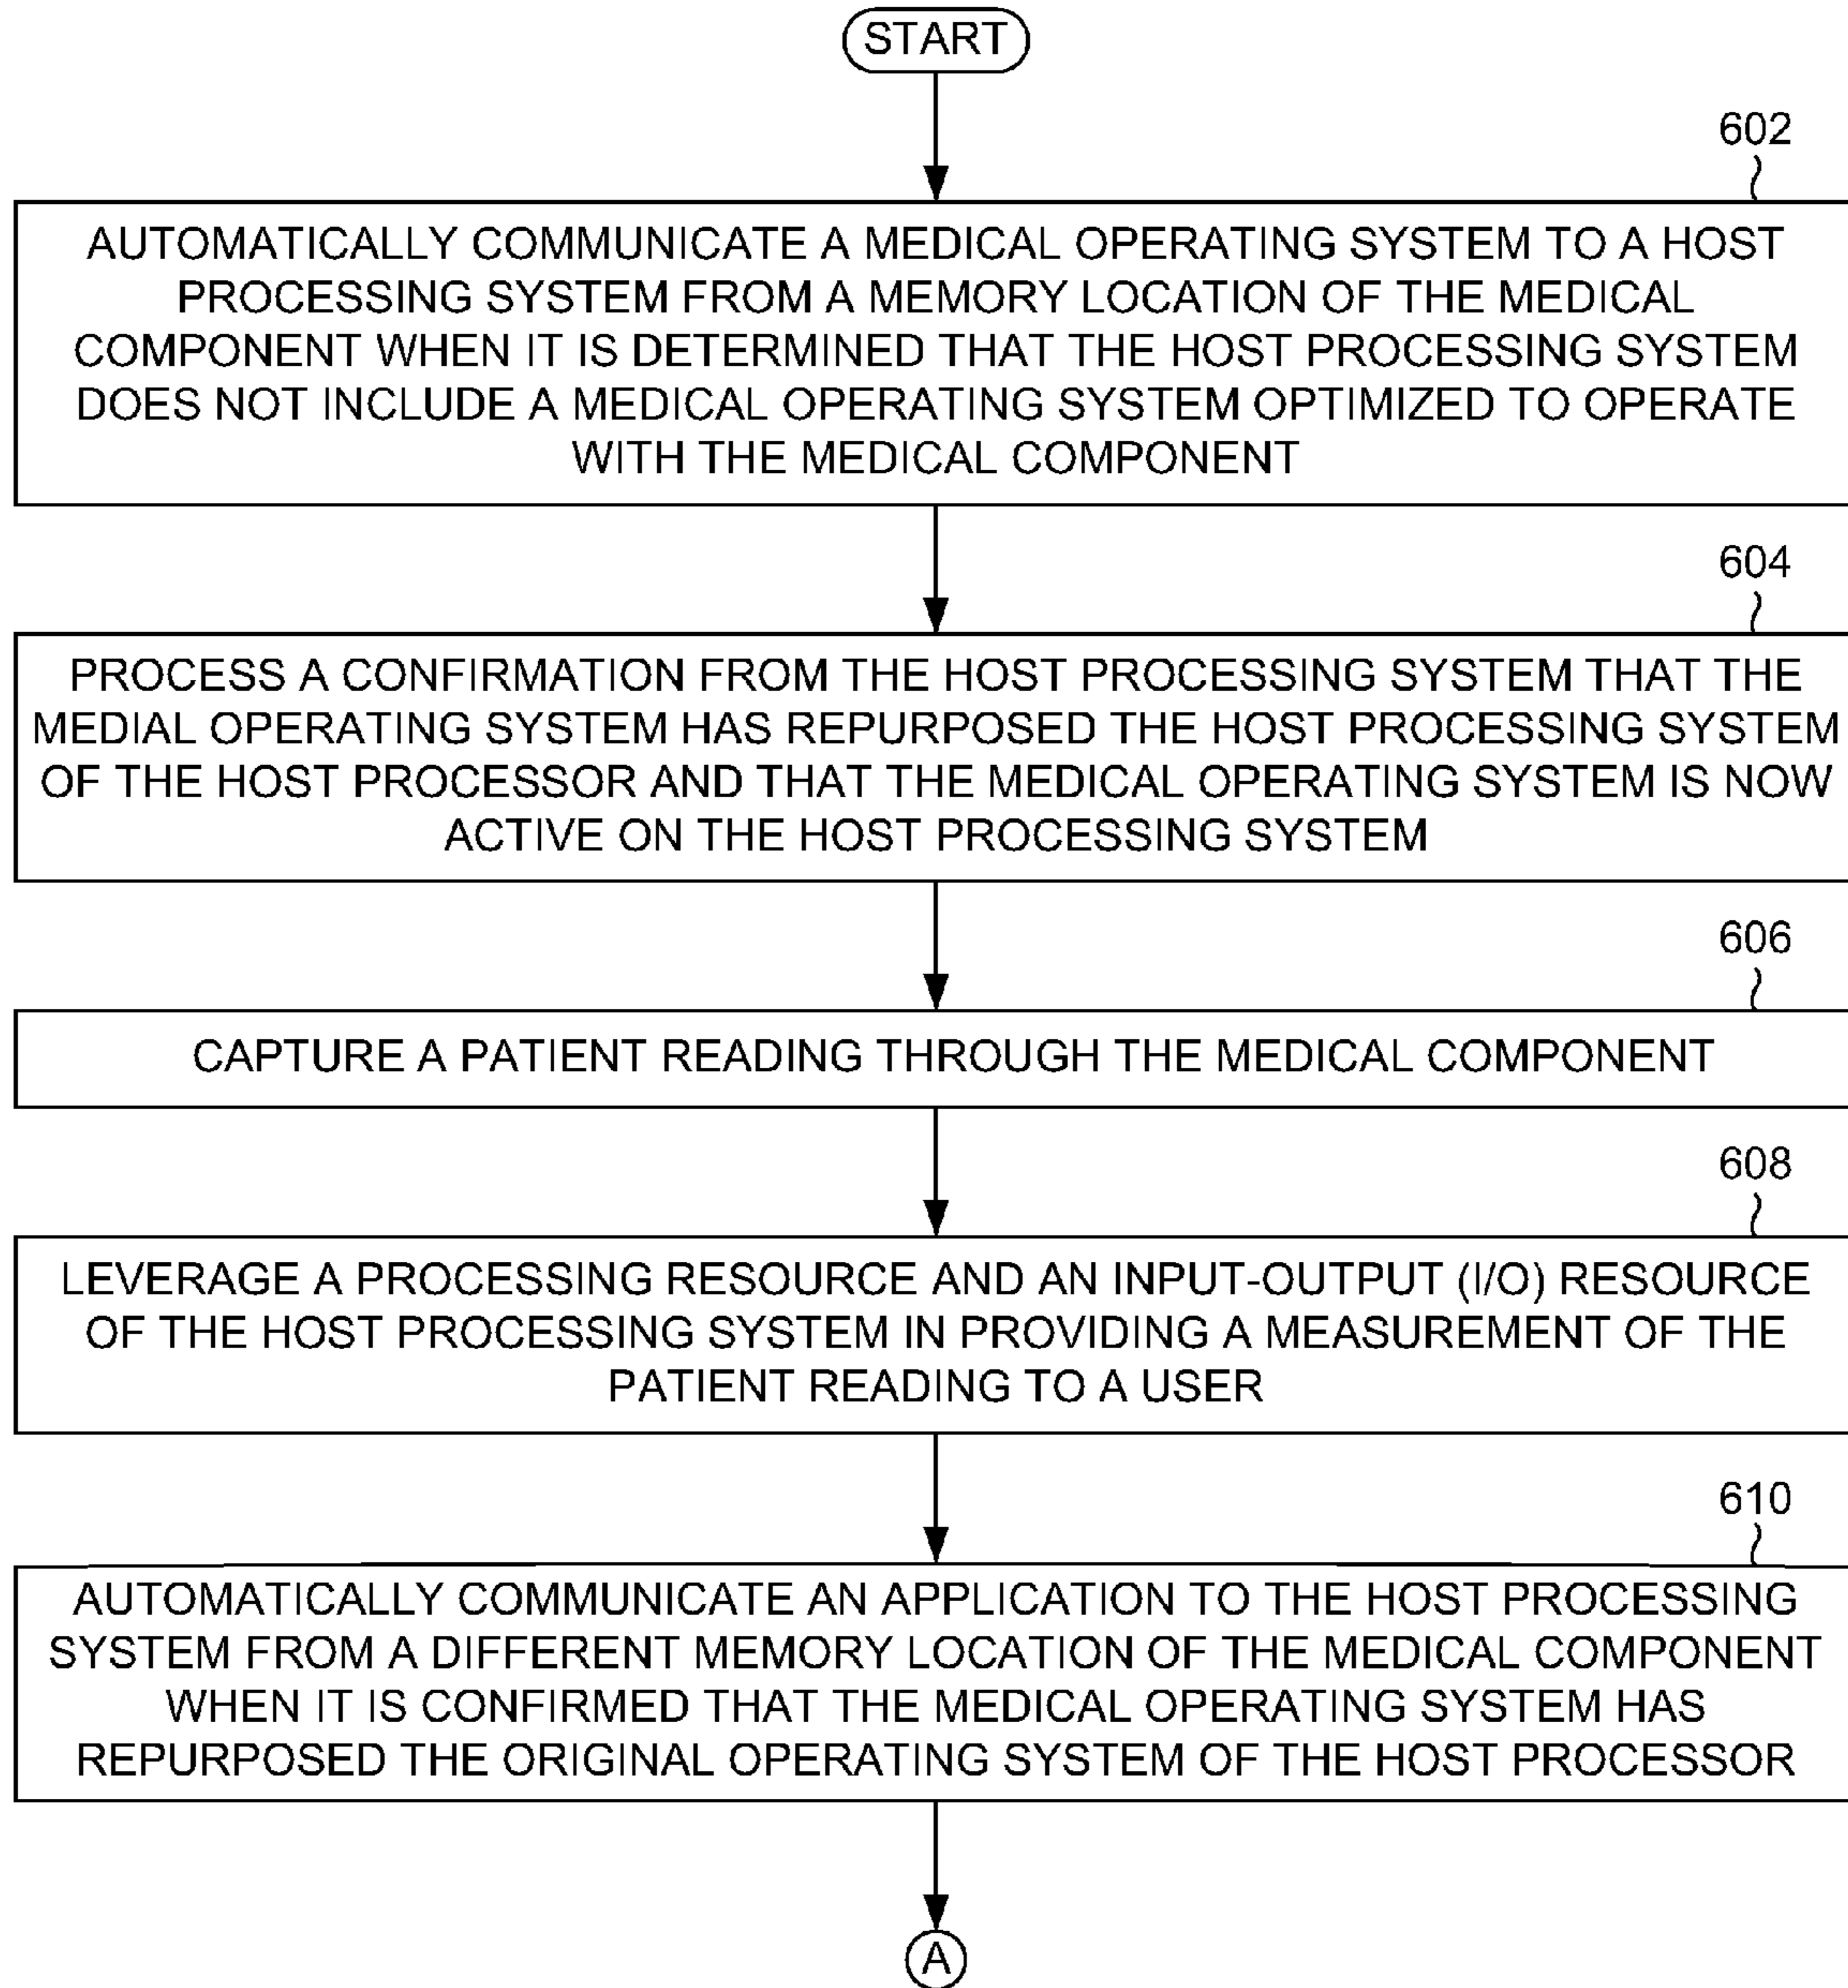 START
602
AUTOMATICALLY COMMUNICATE A MEDICAL OPERATING SYSTEM TO A HOST
PROCESSING SYSTEM FROM A MEMORY LOCATION OF THE MEDICAL
COMPONENT WHEN IT IS DETERMINED THAT THE HOST PROCESSING SYSTEM
DOES NOT INCLUDE A MEDICAL OPERATING SYSTEM OPTIMIZED TO OPERATE
WITH THE MEDICAL COMPONENT
604
PROCESS A CONFIRMATION FROM THE HOST PROCESSING SYSTEM THAT THE
MEDIAL OPERATING SYSTEM HAS REPURPOSED THE HOST PROCESSING SYSTEM
OF THE HOST PROCESSOR AND THAT THE MEDICAL OPERATING SYSTEM IS NOW
ACTIVE ON THE HOST PROCESSING SYSTEM
606
CAPTURE A PATIENT READING THROUGH THE MEDICAL COMPONENT
608
LEVERAGE A PROCESSING RESOURCE AND AN INPUT-OUTPUT (I/O) RESOURCE
OF THE HOST PROCESSING SYSTEM IN PROVIDING A MEASUREMENT OF THE
PATIENT READING TO A USER
610
AUTOMATICALLY COMMUNICATE AN APPLICATION TO THE HOST PROCESSING
SYSTEM FROM A DIFFERENT MEMORY LOCATION OF THE MEDICAL COMPONENT
WHEN IT IS CONFIRMED THAT THE MEDICAL OPERATING SYSTEM HAS
REPURPOSED THE ORIGINAL OPERATING SYSTEM OF THE HOST PROCESSOR
A